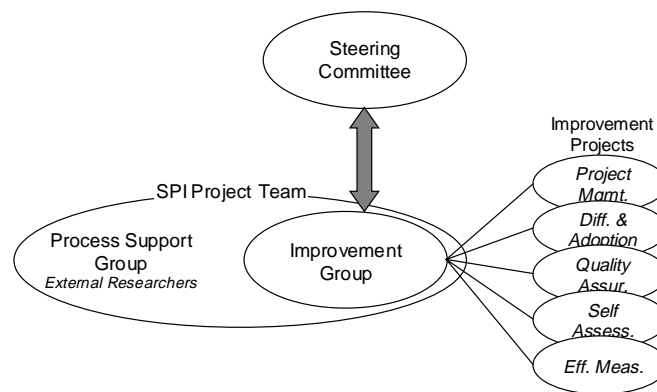 Steering
Committee
Improvement
Projects
SPI Project Team
Process Support
Group
External Researchers
Improvement
Group
Project
Mgmt.
Diff. &
Adoption
Quality
Assur.
Self
Assess.
Eff. Meas.